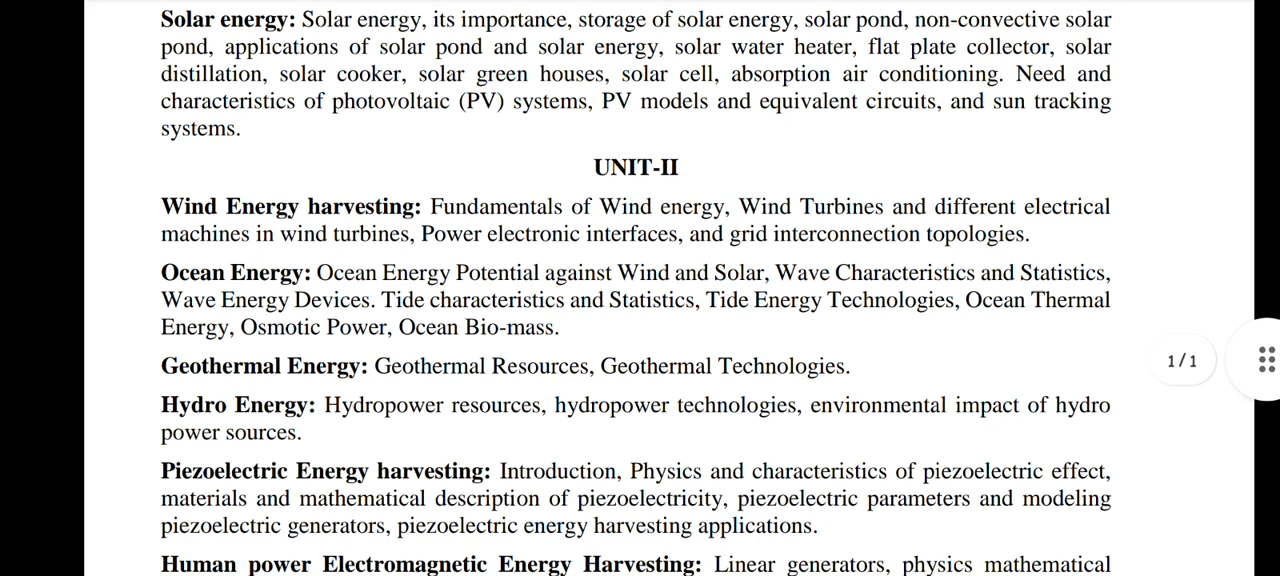 Solar energy: Solar energy, its importance, storage of solar energy, solar pond, non-convective solar
pond, applications of solar pond and solar energy, solar water heater, flat plate collector, solar
distillation, solar cooker, solar green houses, solar cell, absorption air conditioning. Need and
characteristics of photovoltaic (PV) systems, PV models and equivalent circuits, and sun tracking
systems.
UNIT-II
Wind Energy harvesting: Fundamentals of Wind energy, Wind Turbines and different electrical
machines in wind turbines, Power electronic interfaces, and grid interconnection topologies.
Ocean Energy: Ocean Energy Potential against Wind and Solar, Wave Characteristics and Statistics,
Wave Energy Devices. Tide characteristics and Statistics, Tide Energy Technologies, Ocean Thermal
Energy, Osmotic Power, Ocean Bio-mass.
Geothermal Energy: Geothermal Resources, Geothermal Technologies.
1/1
Hydro Energy: Hydropower resources, hydropower technologies, environmental impact of hydro
power sources.
Piezoelectric Energy harvesting: Introduction, Physics and characteristics of piezoelectric effect,
materials and mathematical description of piezoelectricity, piezoelectric parameters and modeling
piezoelectric generators, piezoelectric energy harvesting applications.
Human power Electromagnetic Energy Harvesting: Linear generators, physics mathematical